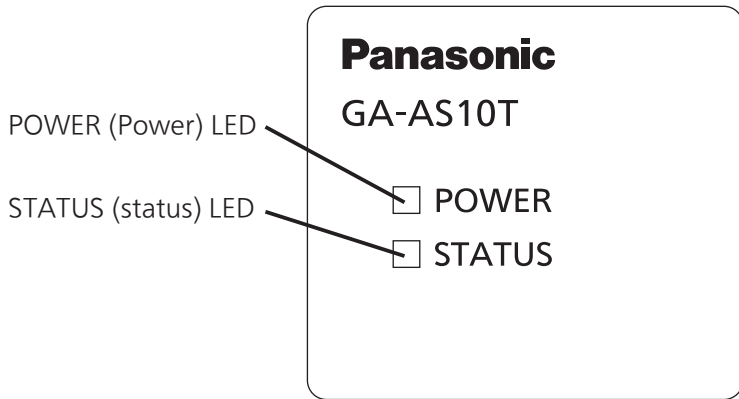 Panasonic
GA-AS10T
POWER (Power) LED
POWER
STATUS (status) LED
STATUS